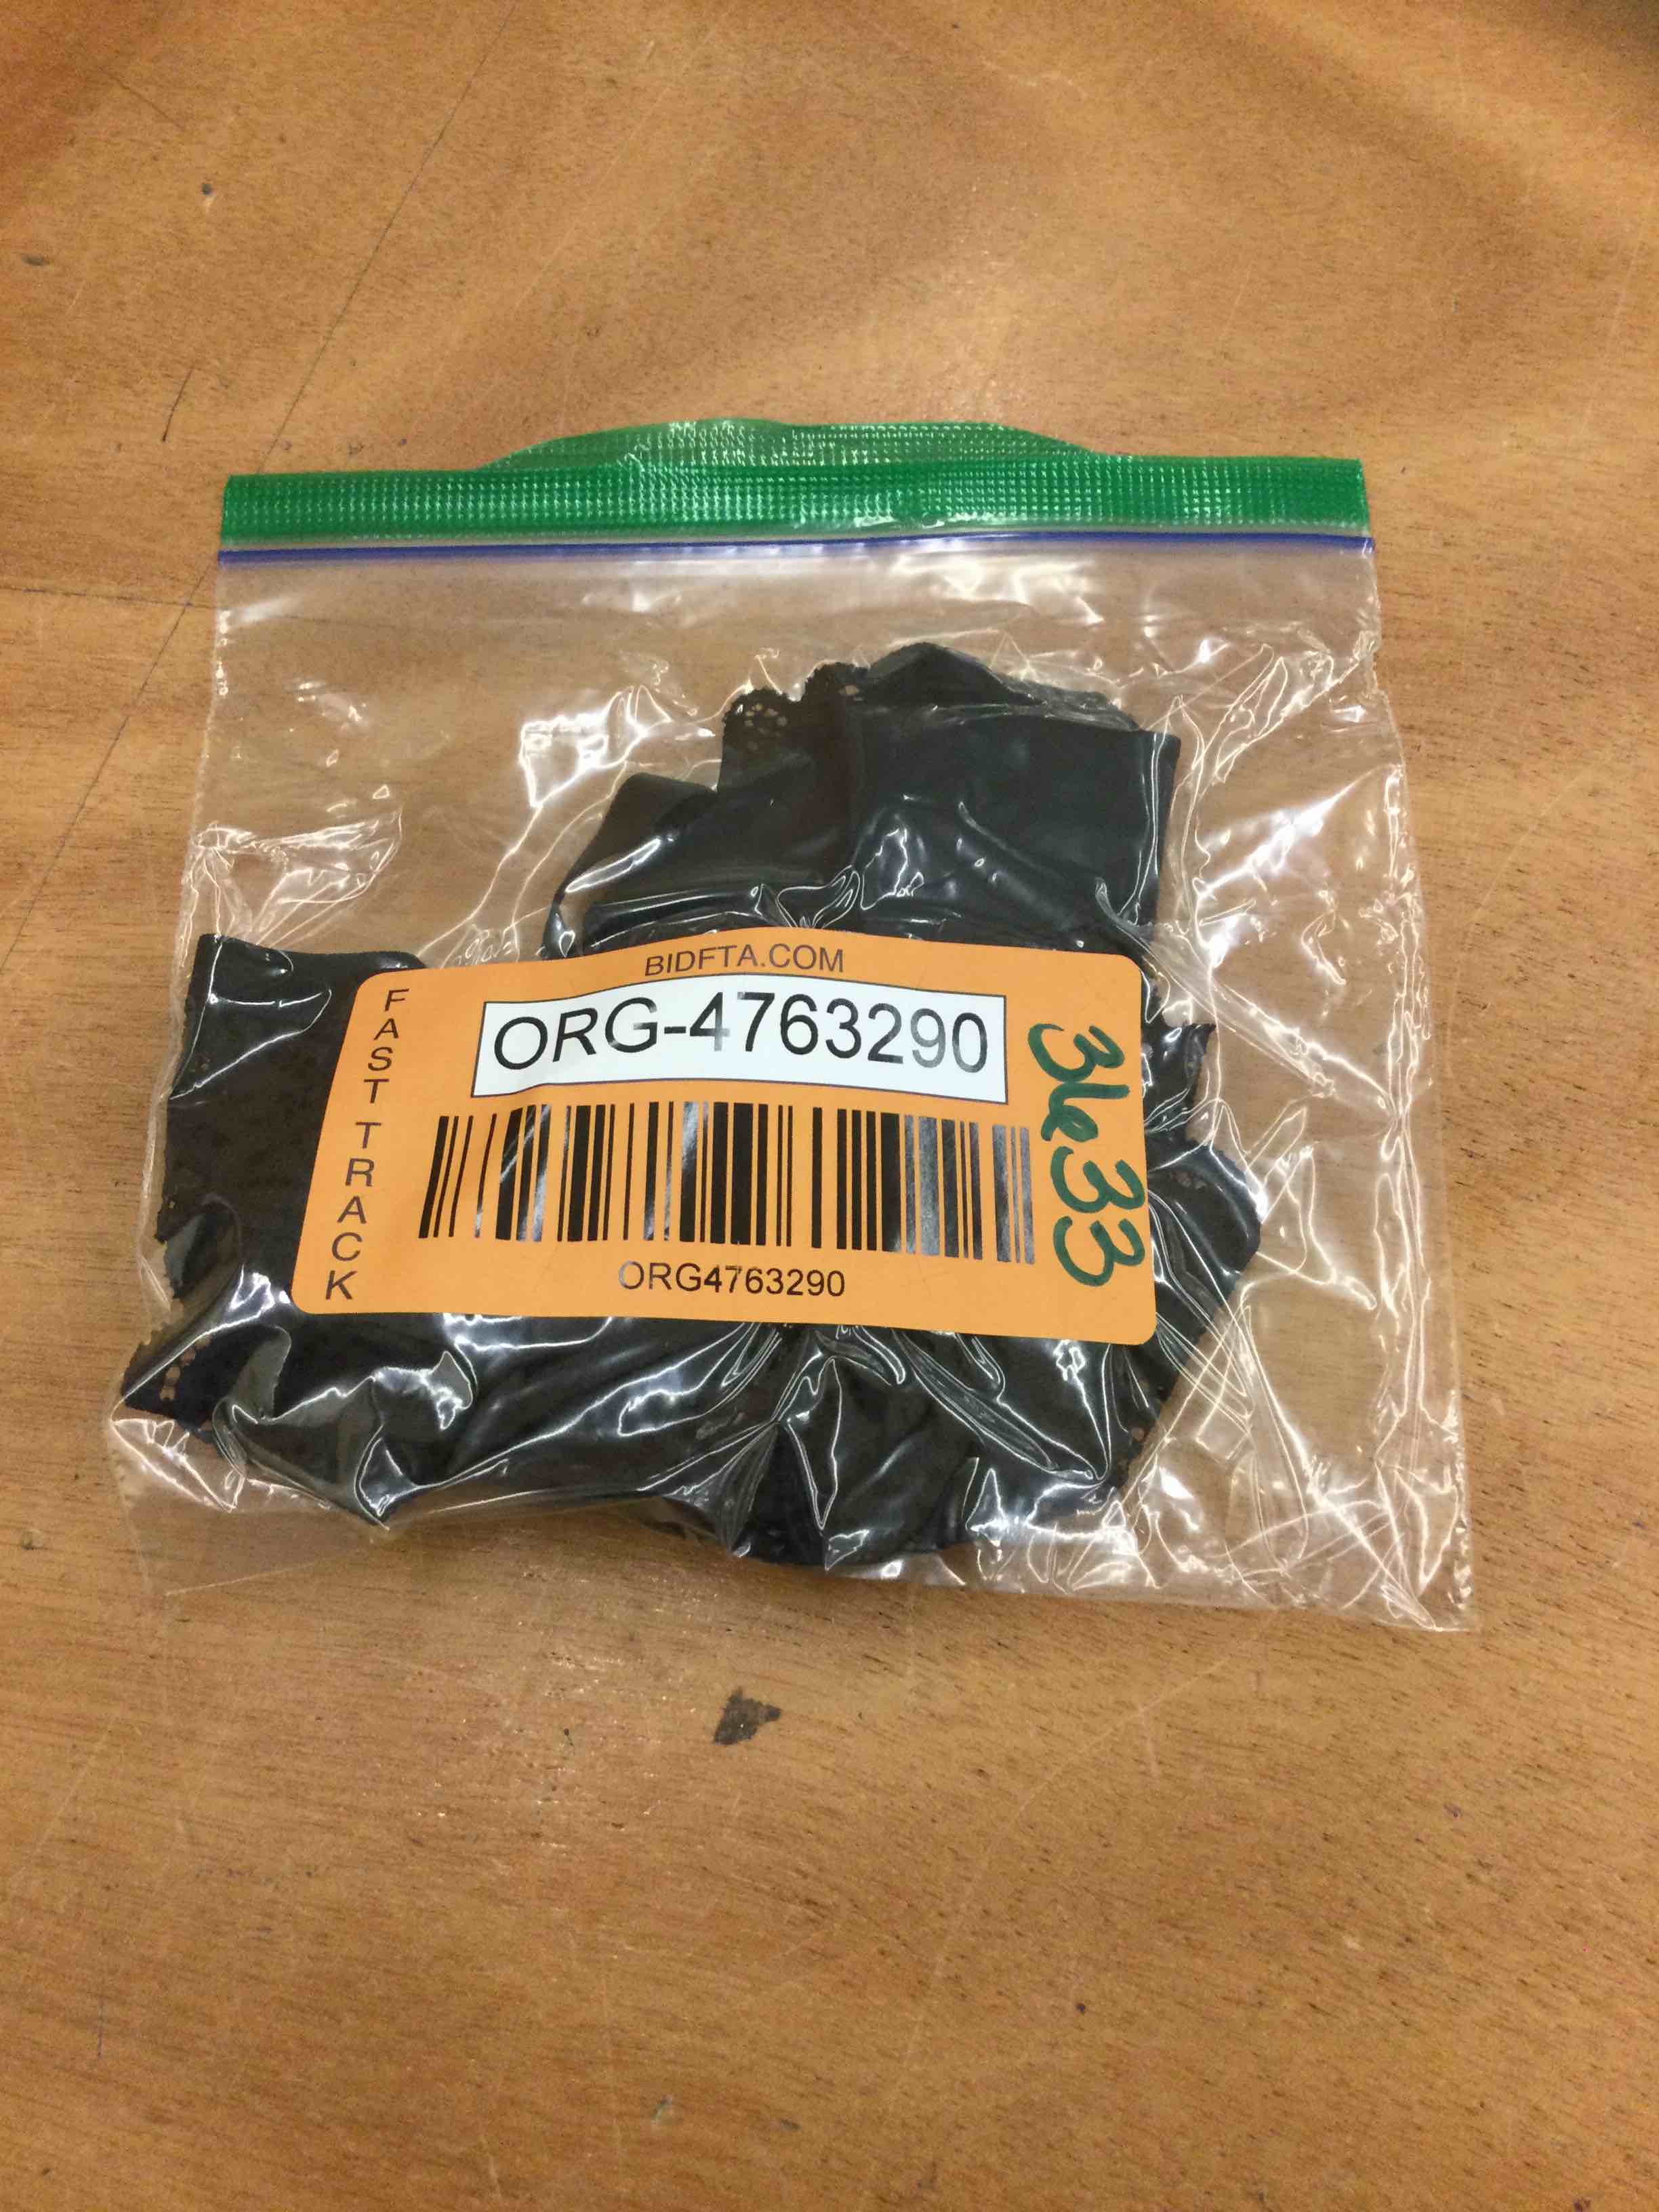 BIDFTA.COM
FAST TRACK
ORG-4763290
3633
ORG4763290